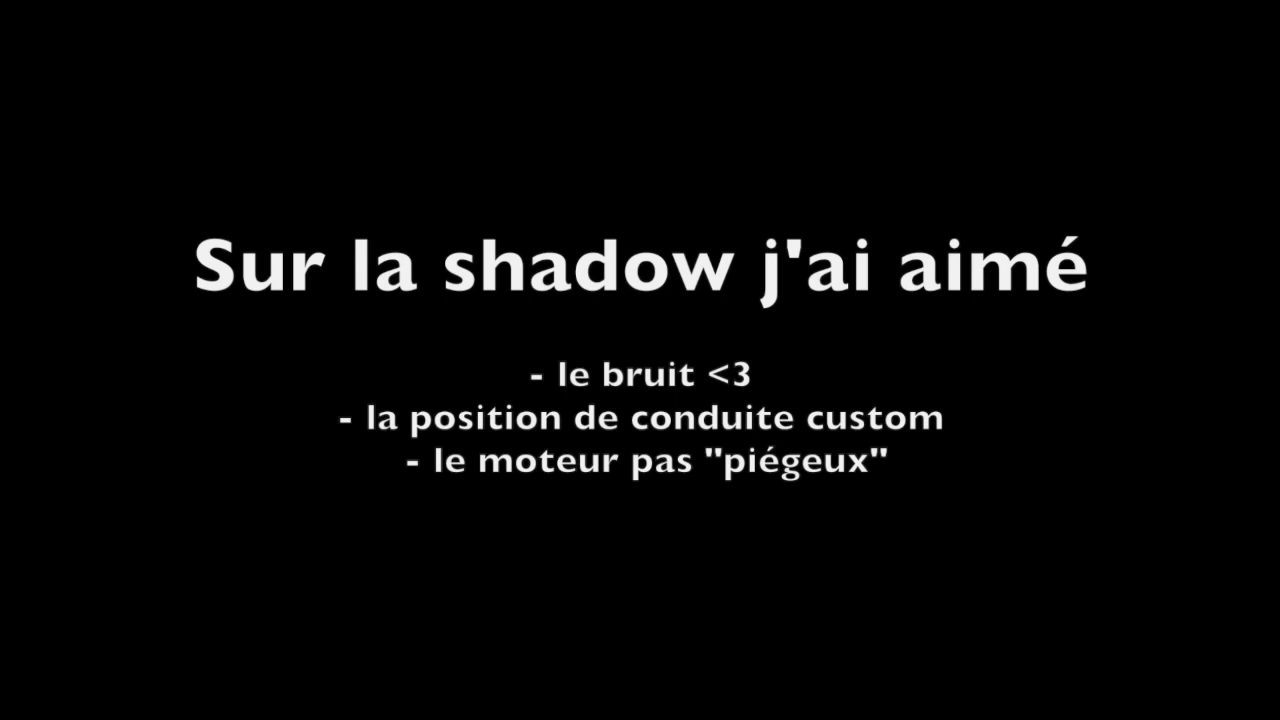 Sur la shadow j'ai aimé
- le bruit <3
- la position de conduite custom
- le moteur pas "piégeux"